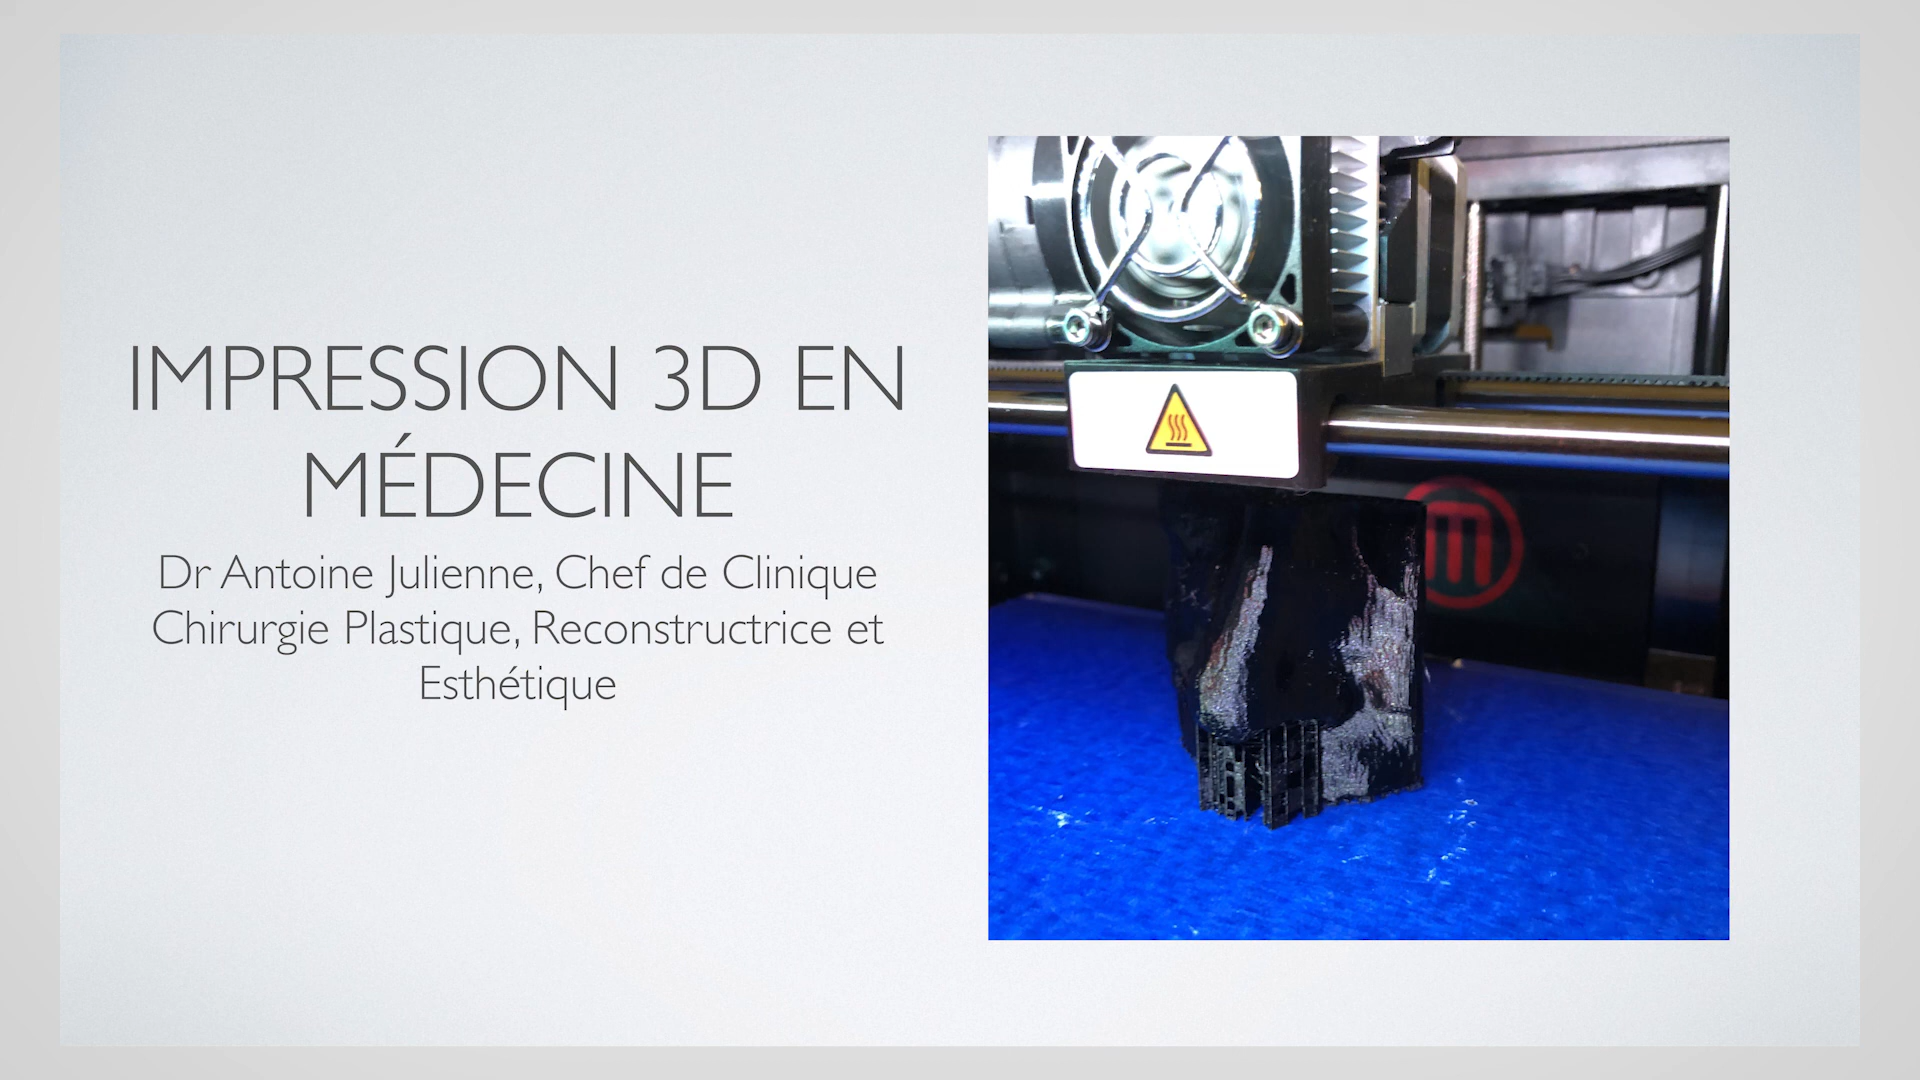 IMPRESSION 3D EN
MÉDECINE
Dr Antoine Julienne, Chef de Clinique
Chirurgie Plastique, Reconstructrice et
Esthétique